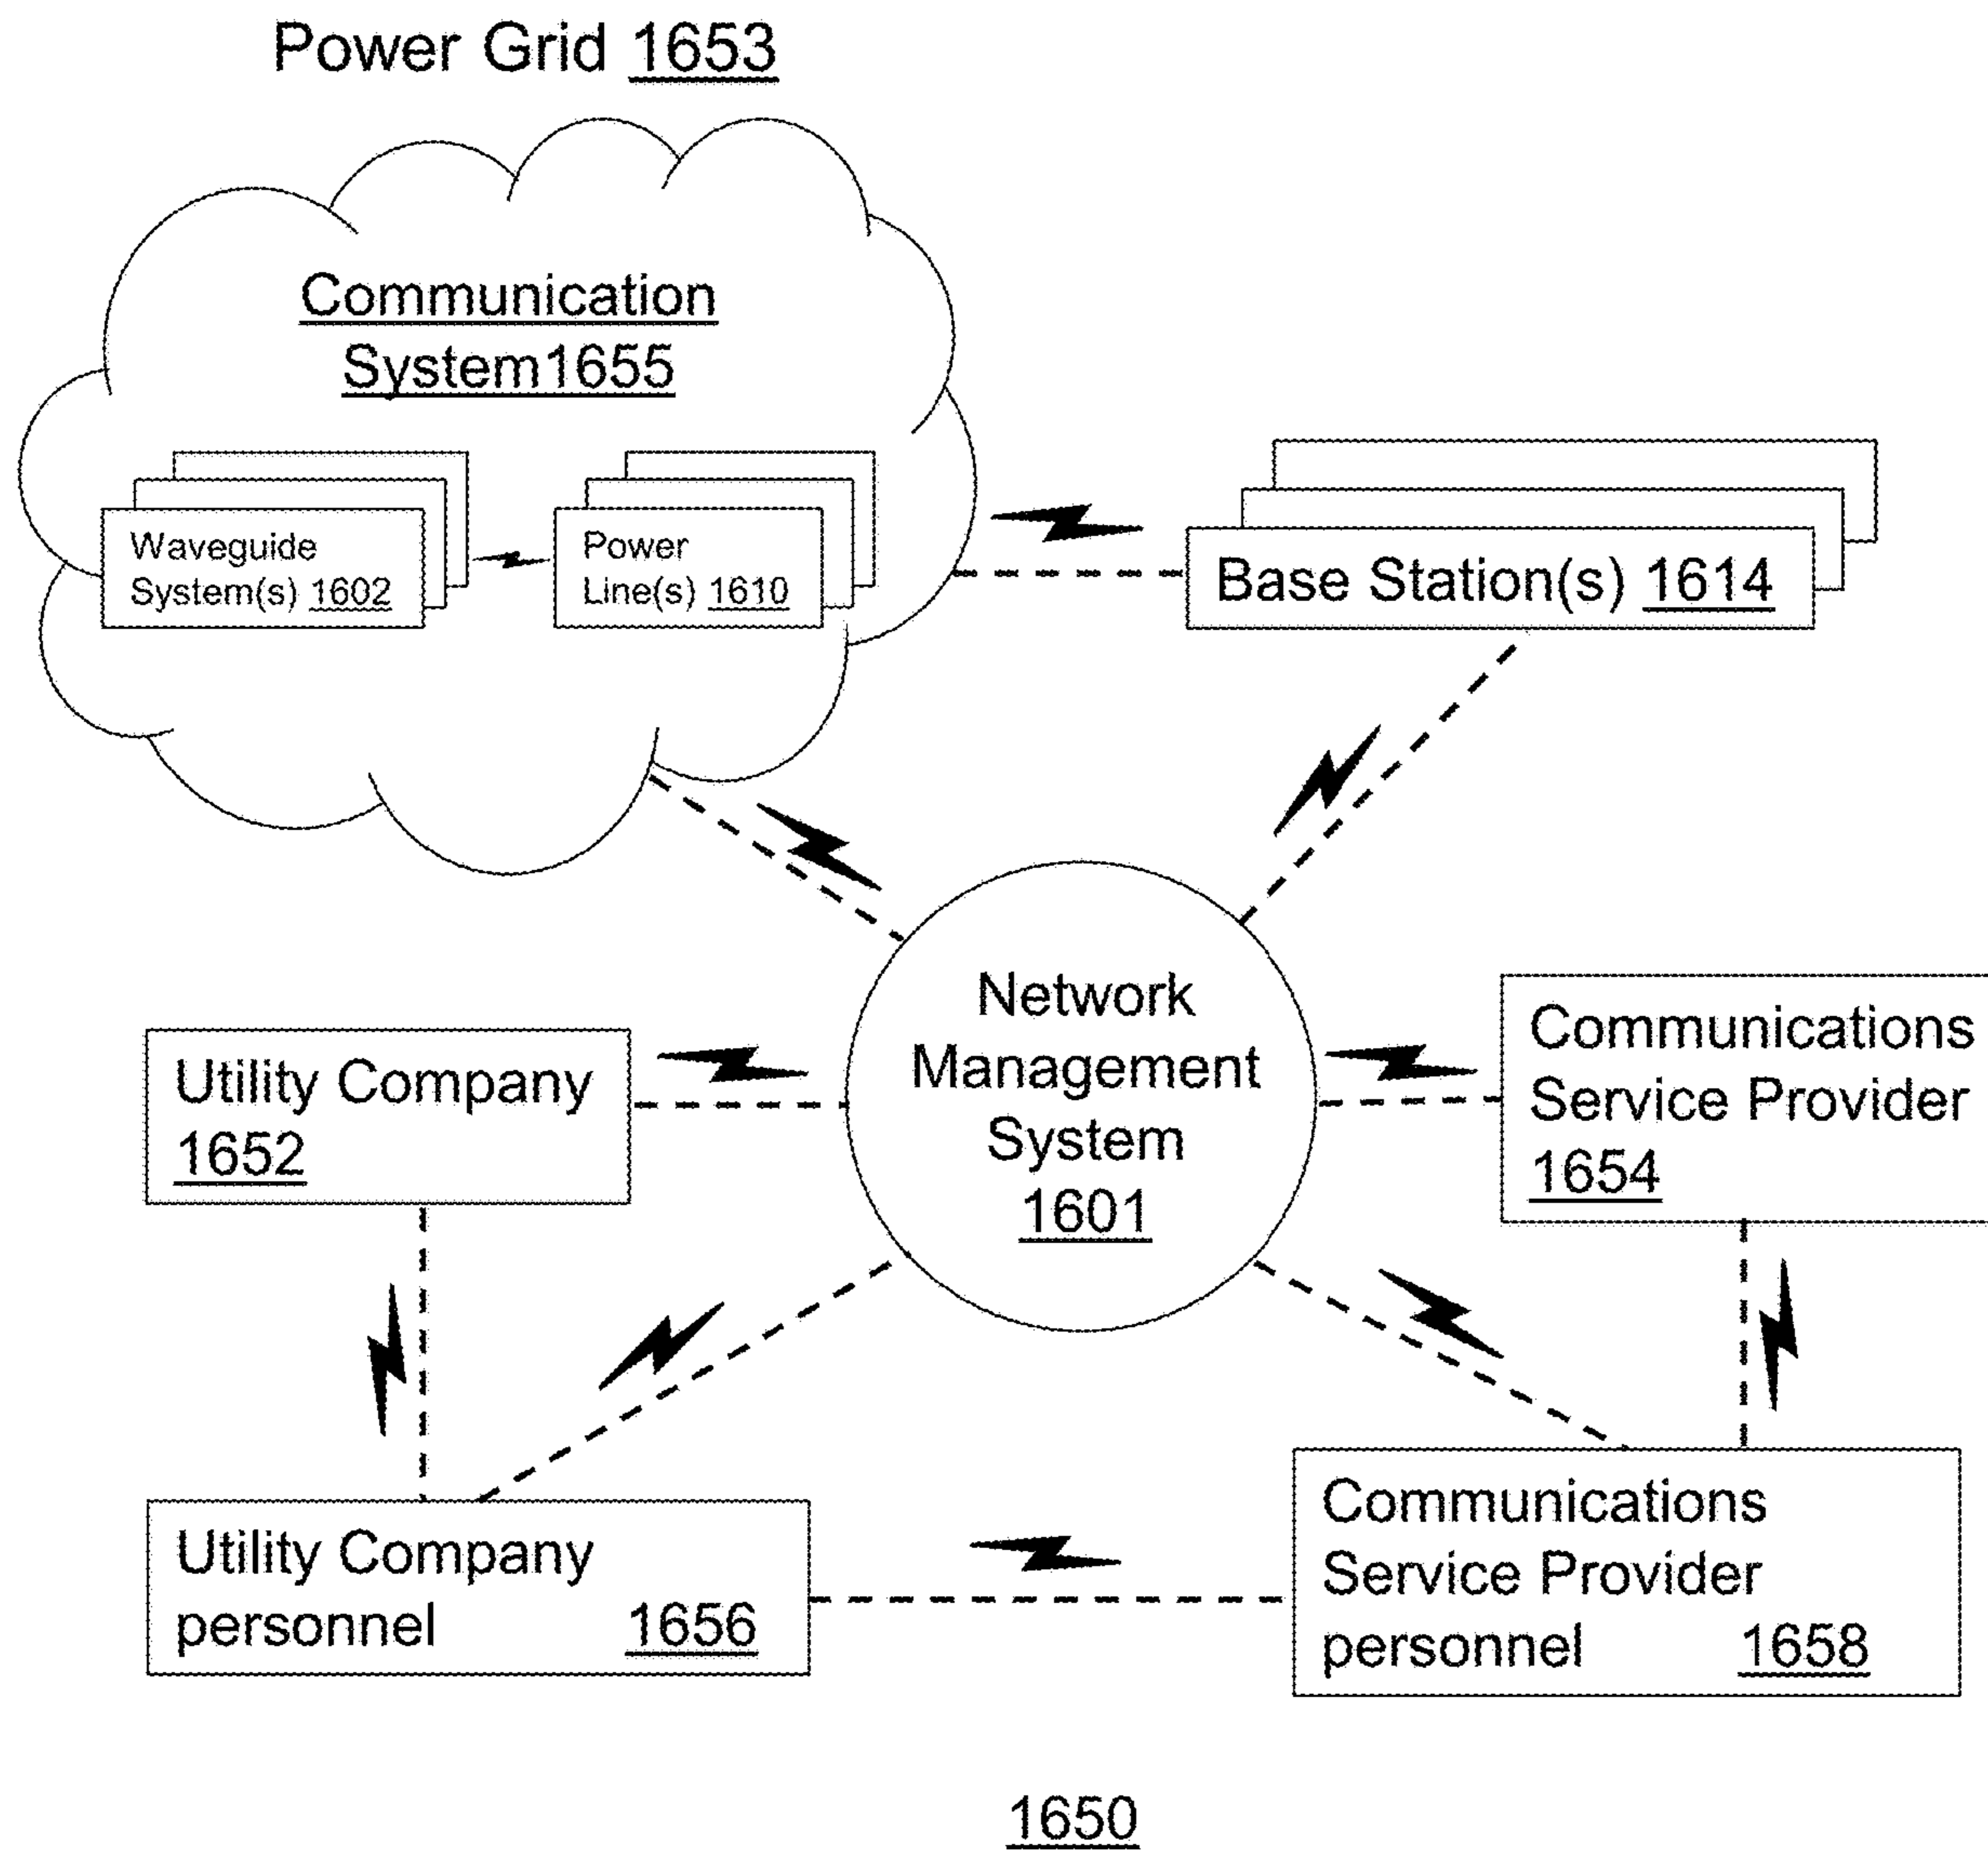 Power Grid 1653
Communication
System1655
Waveguide
System(s) 1602
Power
Line(s) 1610
Base Station(s) 1614
Network
Management
System
1601
Utility Company
1652
Communications
Service Provider
1654
Utility Company
personnel 1656
Communications
Service Provider
personnel 1658
1650